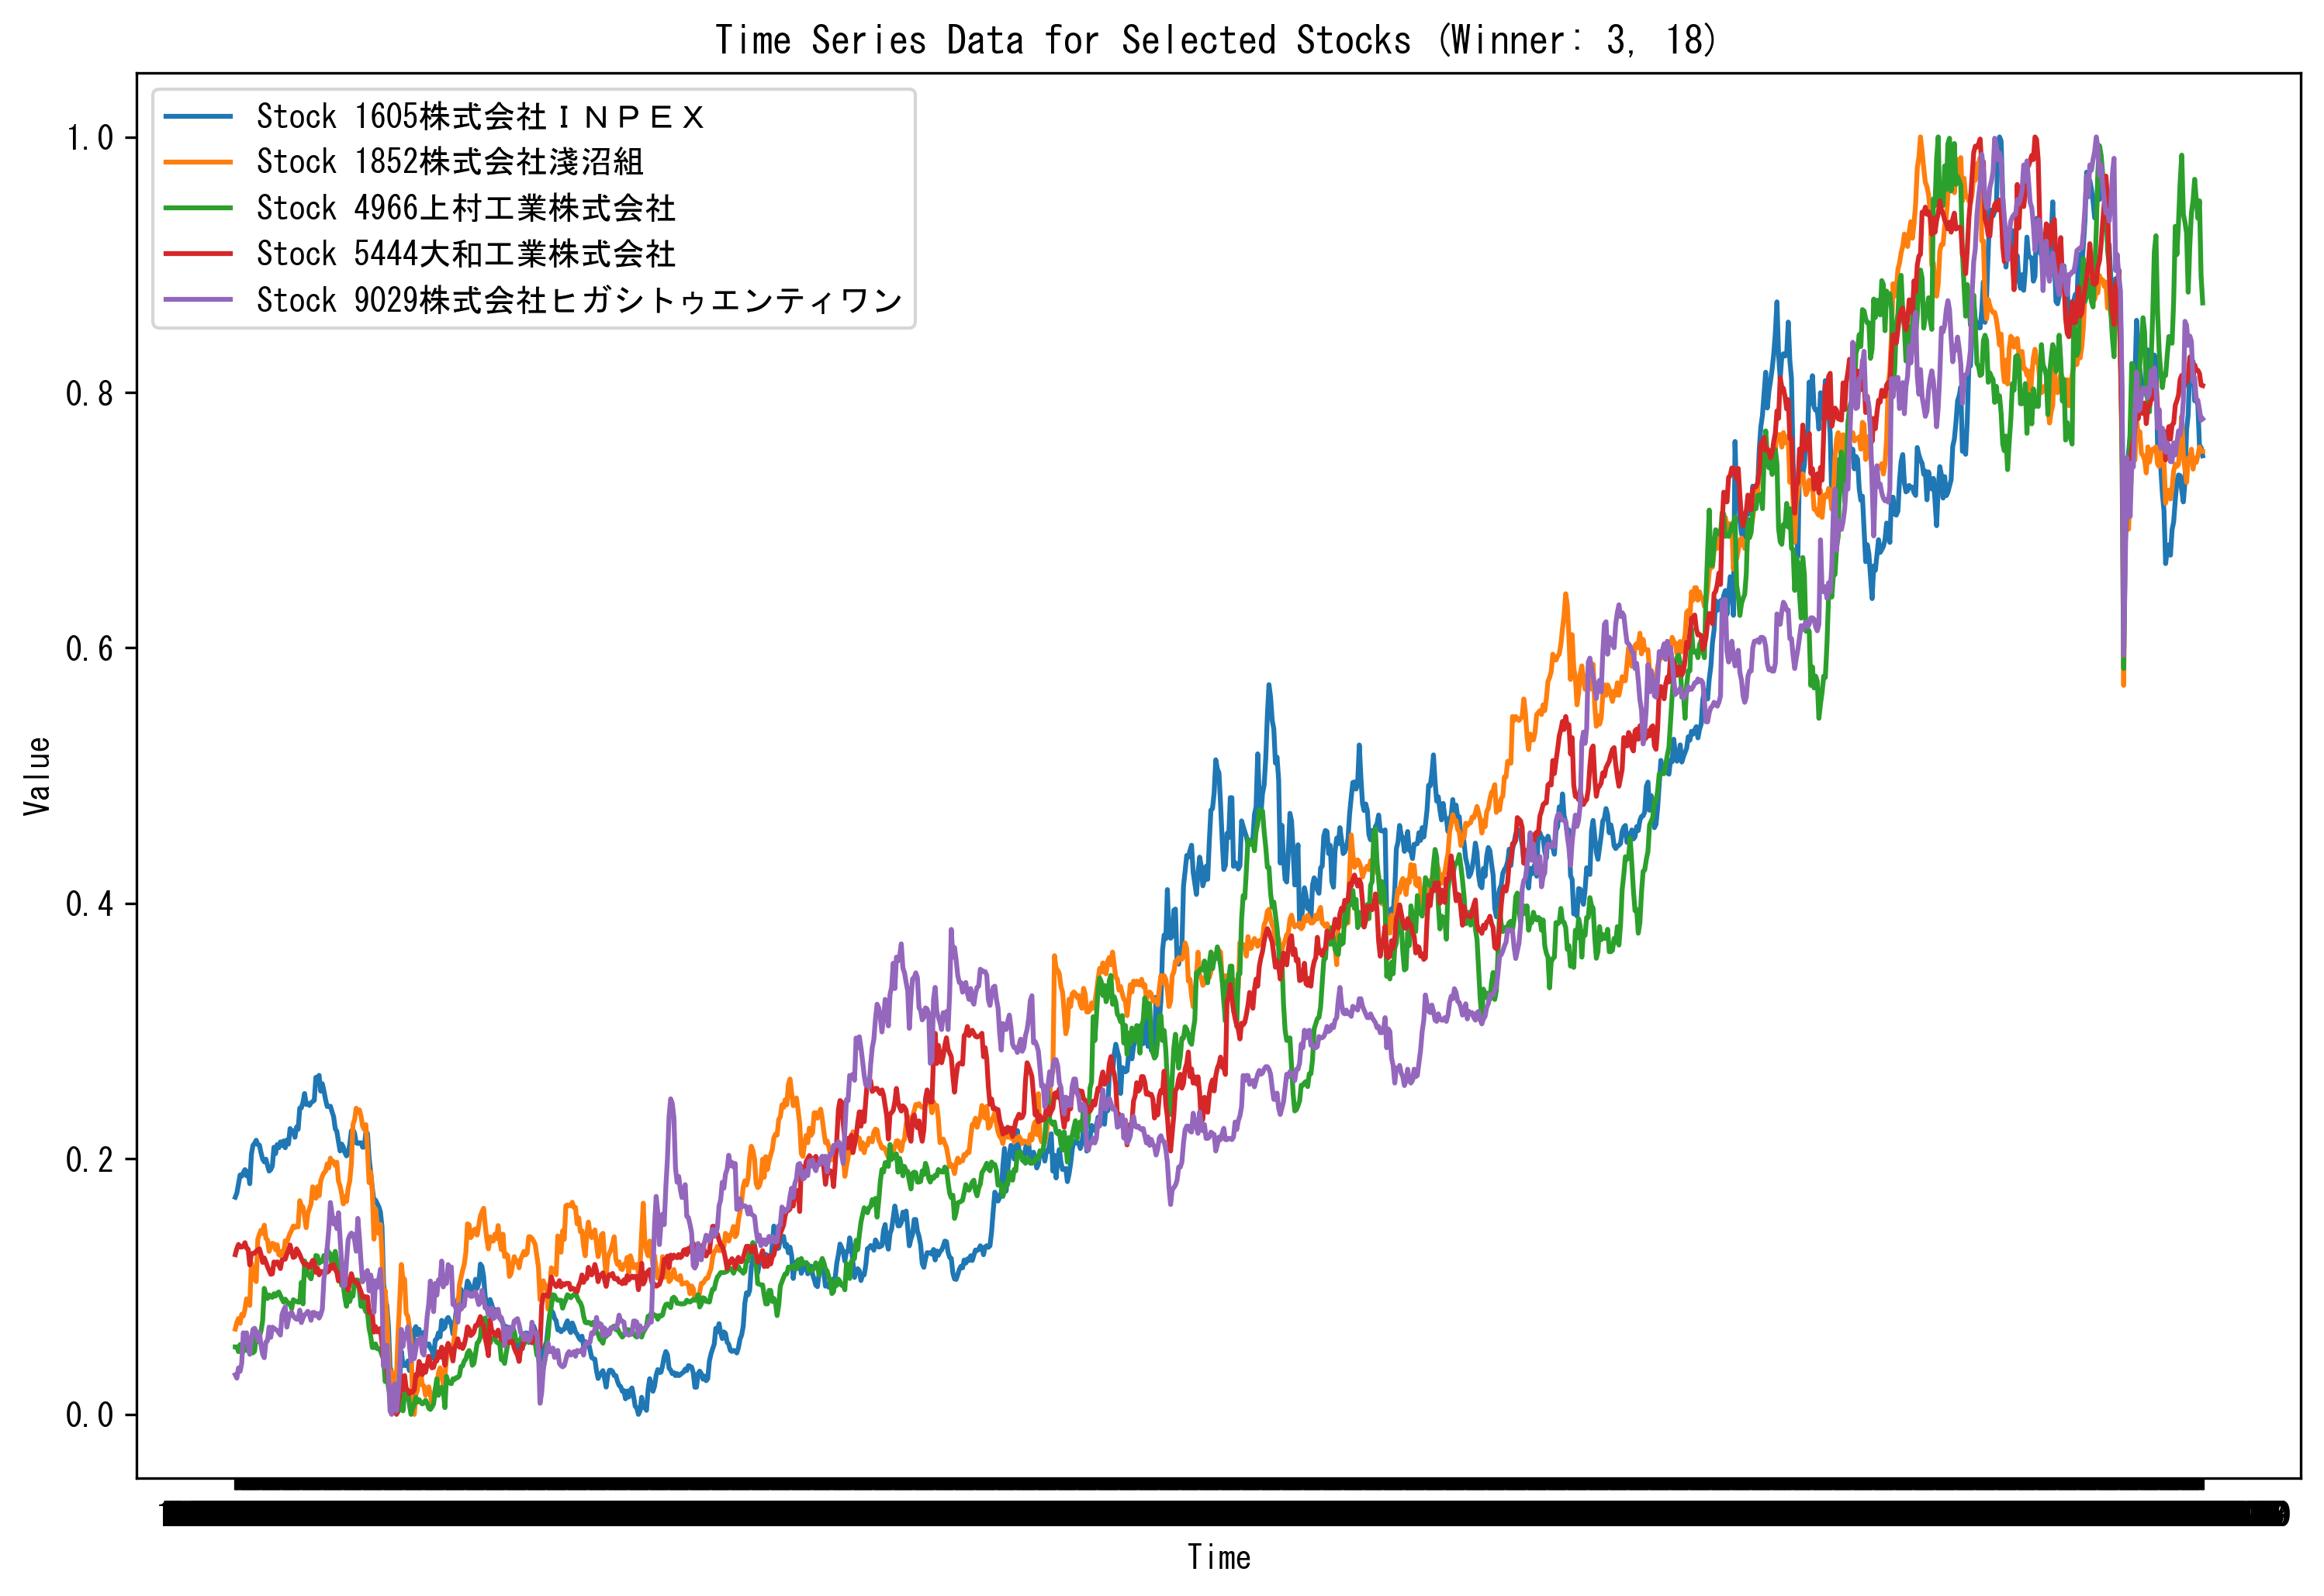 Time Series Data for Selected Stocks (Winner: 3, 18)
Stock 1605株式会社ＩＮＰＥＸ
Stock 1852株式会社淺沼組
Stock 4966上村工業株式会社
Stock 5444大和工業株式会社
Stock 9029株式会社ヒガシトゥエンティワン
1.0
0.8
0.6
0.4
0.2
0.0
Value
Time